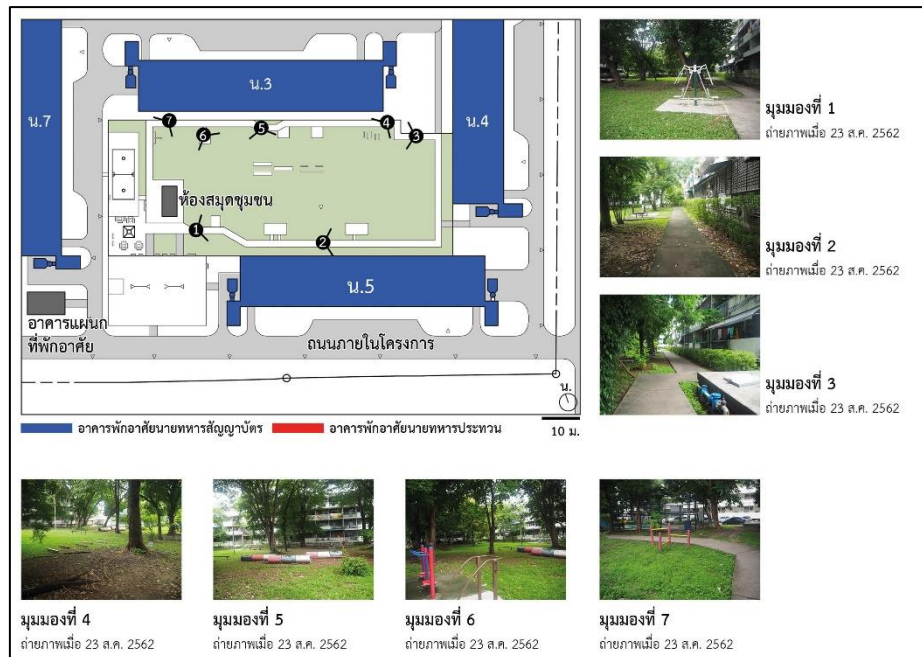 น.7
น.3
น.4
7
6
5
4
3
ห้องสมุดชุมชน
1
2
น.5
อาคารแผนก
ที่พักอาศัย
ถนนภายในโครงการ
น.
อาคารพักอาศัยนายทหารสัญญาบัตร
อาคารพักอาศัยนายทหารประทวน
10 ม.
มุมมองที่ 1
ถ่ายภาพเมื่อ 23 ส.ค. 2562
มุมมองที่ 2
ถ่ายภาพเมื่อ 23 ส.ค. 2562
มุมมองที่ 3
ถ่ายภาพเมื่อ 23 ส.ค. 2562
มุมมองที่ 4
ถ่ายภาพเมื่อ 23 ส.ค. 2562
มุมมองที่ 5
ถ่ายภาพเมื่อ 23 ส.ค. 2562
มุมมองที่ 6
ถ่ายภาพเมื่อ 23 ส.ค. 2562
มุมมองที่ 7
ถ่ายภาพเมื่อ 23 ส.ค. 2562